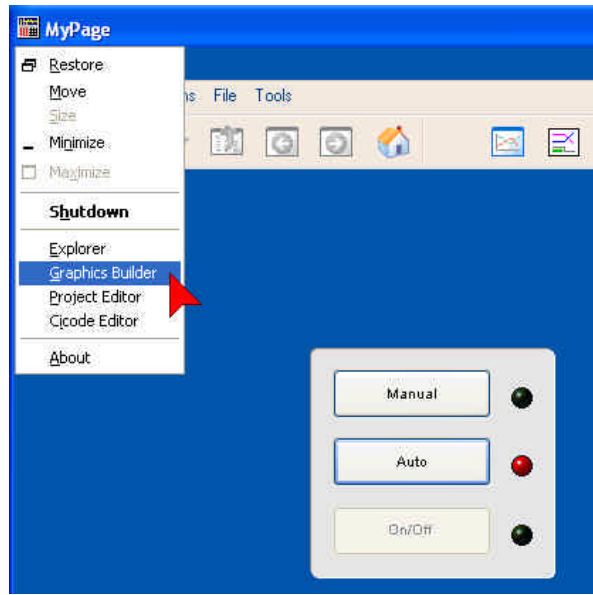 MyPage
Restore
Move
ns File Tools
Size
Minimize
Maximize
Shutdown
Explorer
Graphics Builder
Project Editor
Cicode Editor
About
Manual
Auto
On/Off